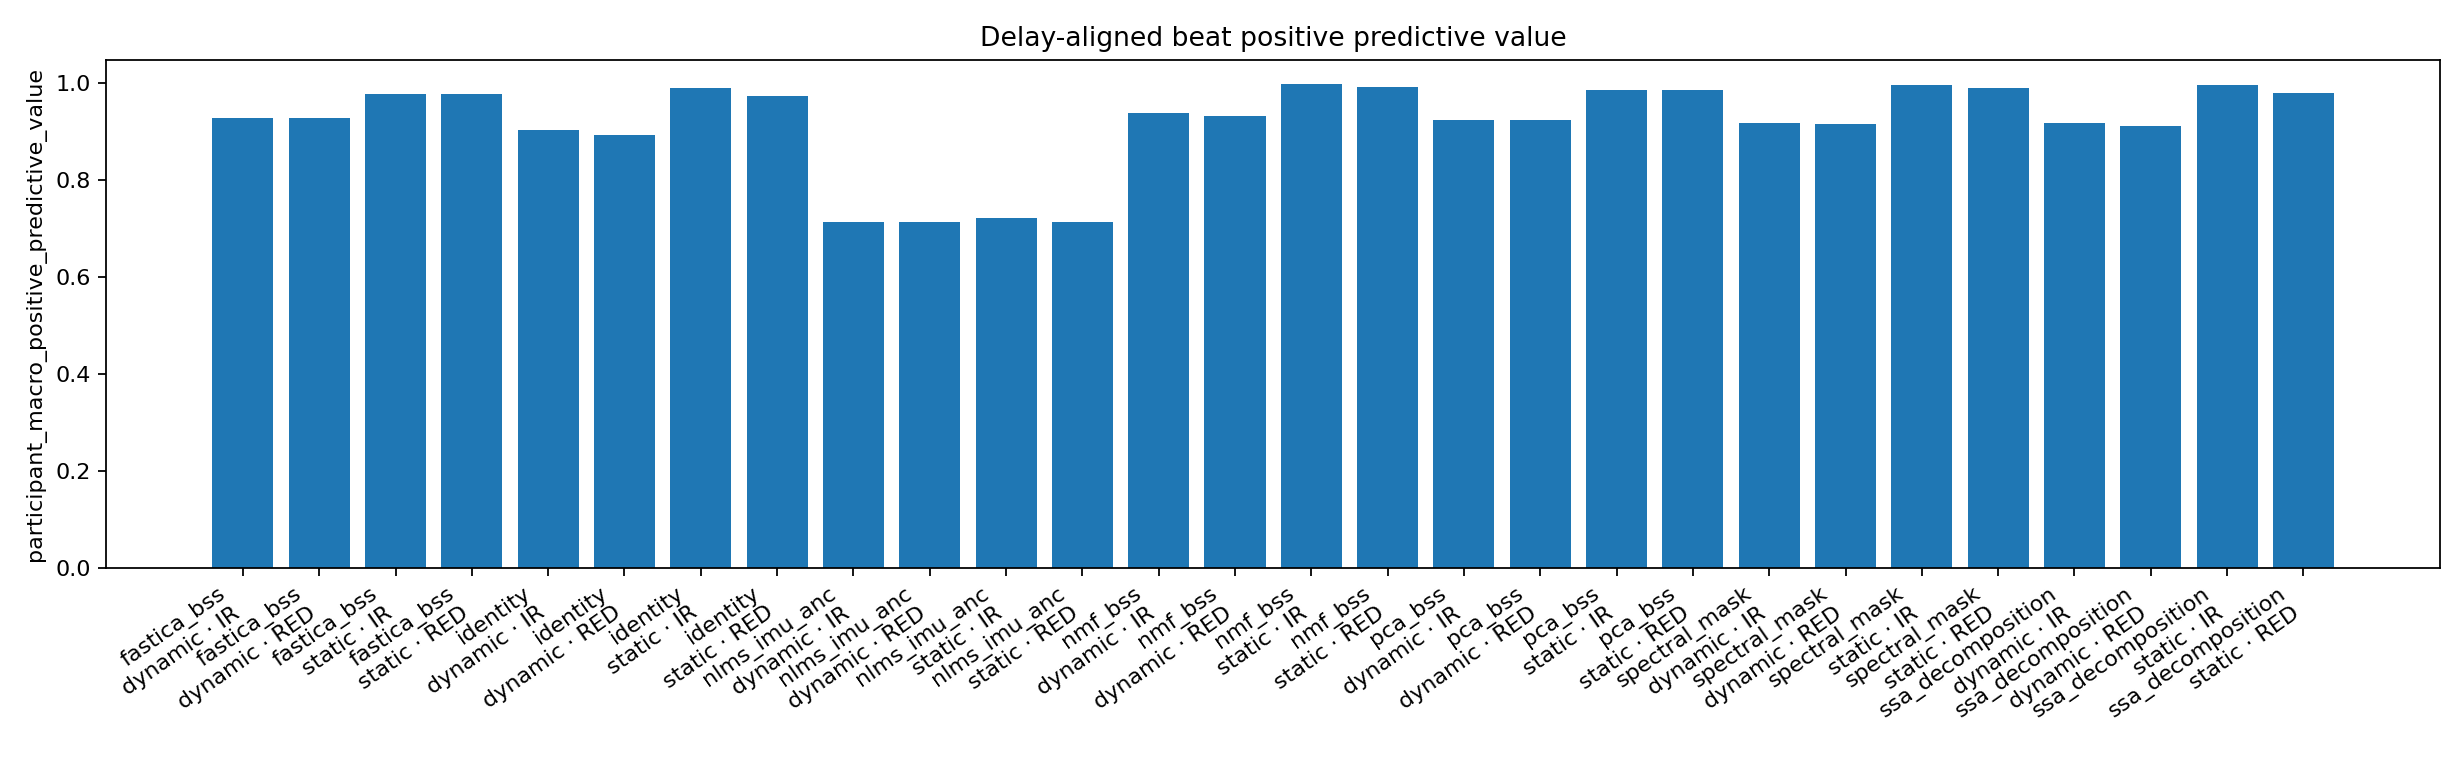 Delay-aligned beat positive predictive value
participant_macro_positive_predictive_value
1.0
0.8
0.6
0.4
0.2
0.0
fastica_bss
dynamic · IR
fastica_bss
dynamic · RED
fastica_bss
static · IR
fastica_bss
static · RED
identity
dynamic · IR
identity
dynamic · RED
identity
static · IR
identity
static · RED
nlms_imu_anc
dynamic · IR
nlms_imu_anc
dynamic · RED
nlms_imu_anc
static · IR
nlms_imu_anc
static · RED
nmf_bss
dynamic · IR
nmf_bss
dynamic · RED
nmf_bss
static · IR
nmf_bss
static · RED
pca_bss
dynamic · IR
pca_bss
dynamic · RED
pca_bss
static · IR
pca_bss
static · RED
spectral_mask
dynamic · IR
spectral_mask
dynamic · RED
spectral_mask
static · IR
spectral_mask
static · RED
ssa_decomposition
dynamic · IR
ssa_decomposition
dynamic · RED
ssa_decomposition
static · IR
ssa_decomposition
static · RED